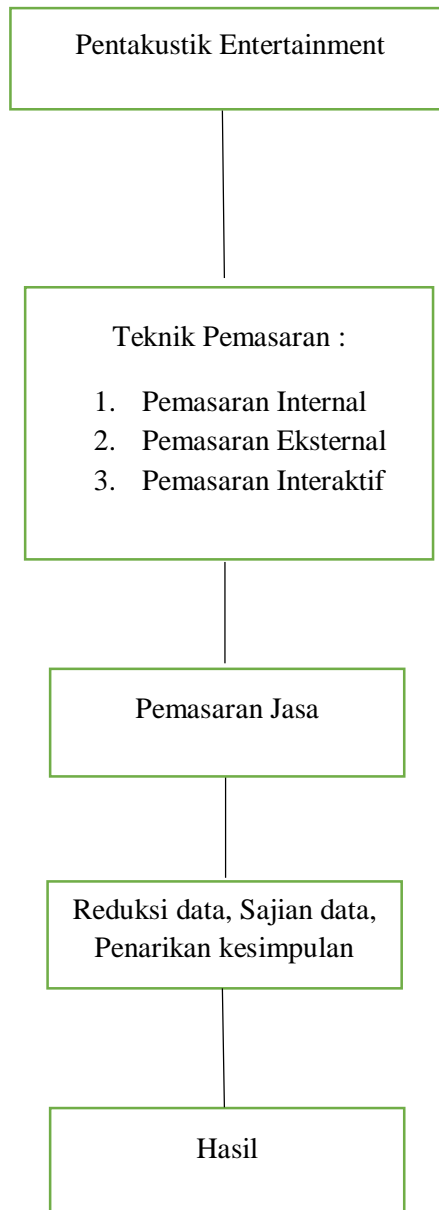 Pentakustik Entertainment
Teknik Pemasaran :
1. Pemasaran Internal
2. Pemasaran Eksternal
3. Pemasaran Interaktif
Pemasaran Jasa
Reduksi data, Sajian data,
Penarikan kesimpulan
Hasil